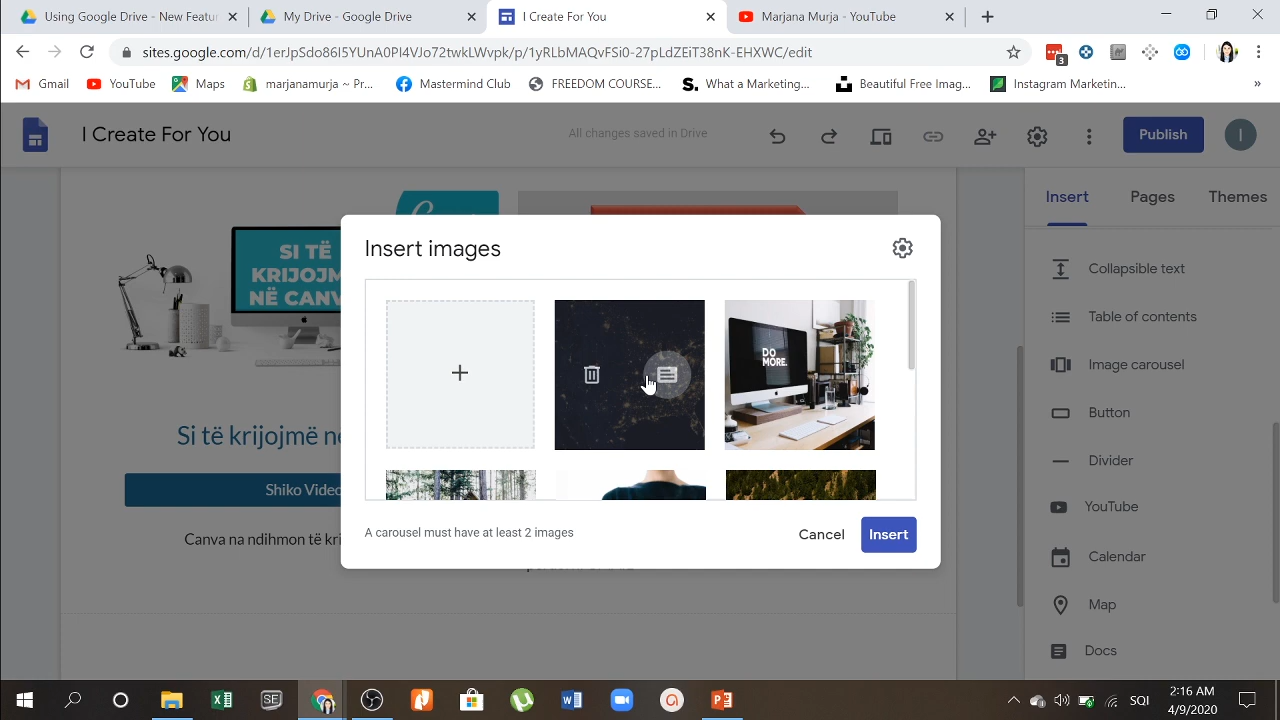 ing Google Drive - New Featur
My Drive - Google Drive
I Create For You
Marjana Murja - YouTube
sites.google.com/d/1erJpSdo86I5YUnA0PI4VJo72twkLWvpk/p/1yRLbMAQvFSi0-27pLdZEiT38nK-EHXWC/edit
3
Gmail
YouTube
Maps
marjanamurja ~ Pr...
Mastermind Club
FREEDOM COURSE...
What a Marketing...
Beautiful Free Imag...
Instagram Marketin...
»
I Create For You
All changes saved in Drive
Publish
I
Insert
Pages
Themes
SI TË
KRIJOJM
NË CANV
Si të krijojmë ne
Shiko Video
Canva na ndihmon të kri
Insert images
DO
MORE.
A carousel must have at least 2 images
Cancel
Insert
Collapsible text
Table of contents
Image carousel
Button
Divider
YouTube
Calendar
Map
Docs
SQI
2:16 AM
4/9/2020